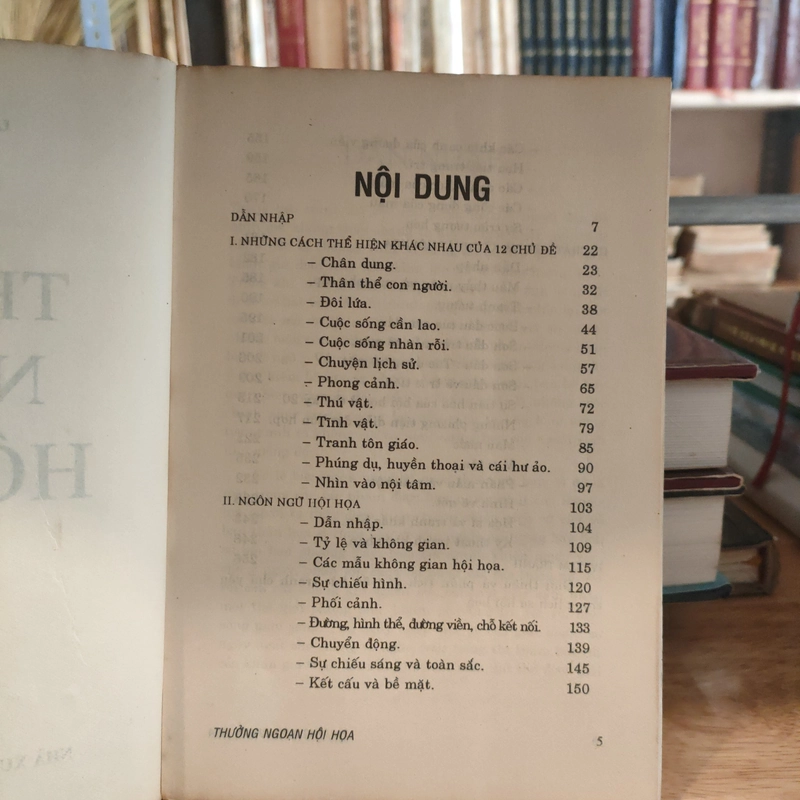 NỘI DUNG
DẪN NHẬP 7
I. NHỮNG CÁCH THỂ HIỆN KHÁC NHAU CỦA 12 CHỦ ĐỀ 22
– Chân dung. 23
– Thân thể con người. 32
– Đôi lứa. 38
– Cuộc sống cần lao. 44
– Cuộc sống nhàn rỗi. 51
– Chuyện lịch sử. 57
– Phong cảnh. 65
– Thú vật. 72
– Tĩnh vật. 79
– Tranh tôn giáo. 85
– Phúng dụ, huyền thoại và cái hư ảo. 90
– Nhìn vào nội tâm. 97
II. NGÔN NGỮ HỘI HỌA 103
– Dẫn nhập. 104
– Tỷ lệ và không gian. 109
– Các mẫu không gian hội họa. 115
– Sự chiếu hình. 120
– Phối cảnh. 127
– Đường, hình thể, đường viền, chỗ kết nối. 133
– Chuyển động. 139
– Sự chiếu sáng và toàn sắc. 145
– Kết cấu và bề mặt. 150
THƯỞNG NGOẠN HỘI HỌA 5